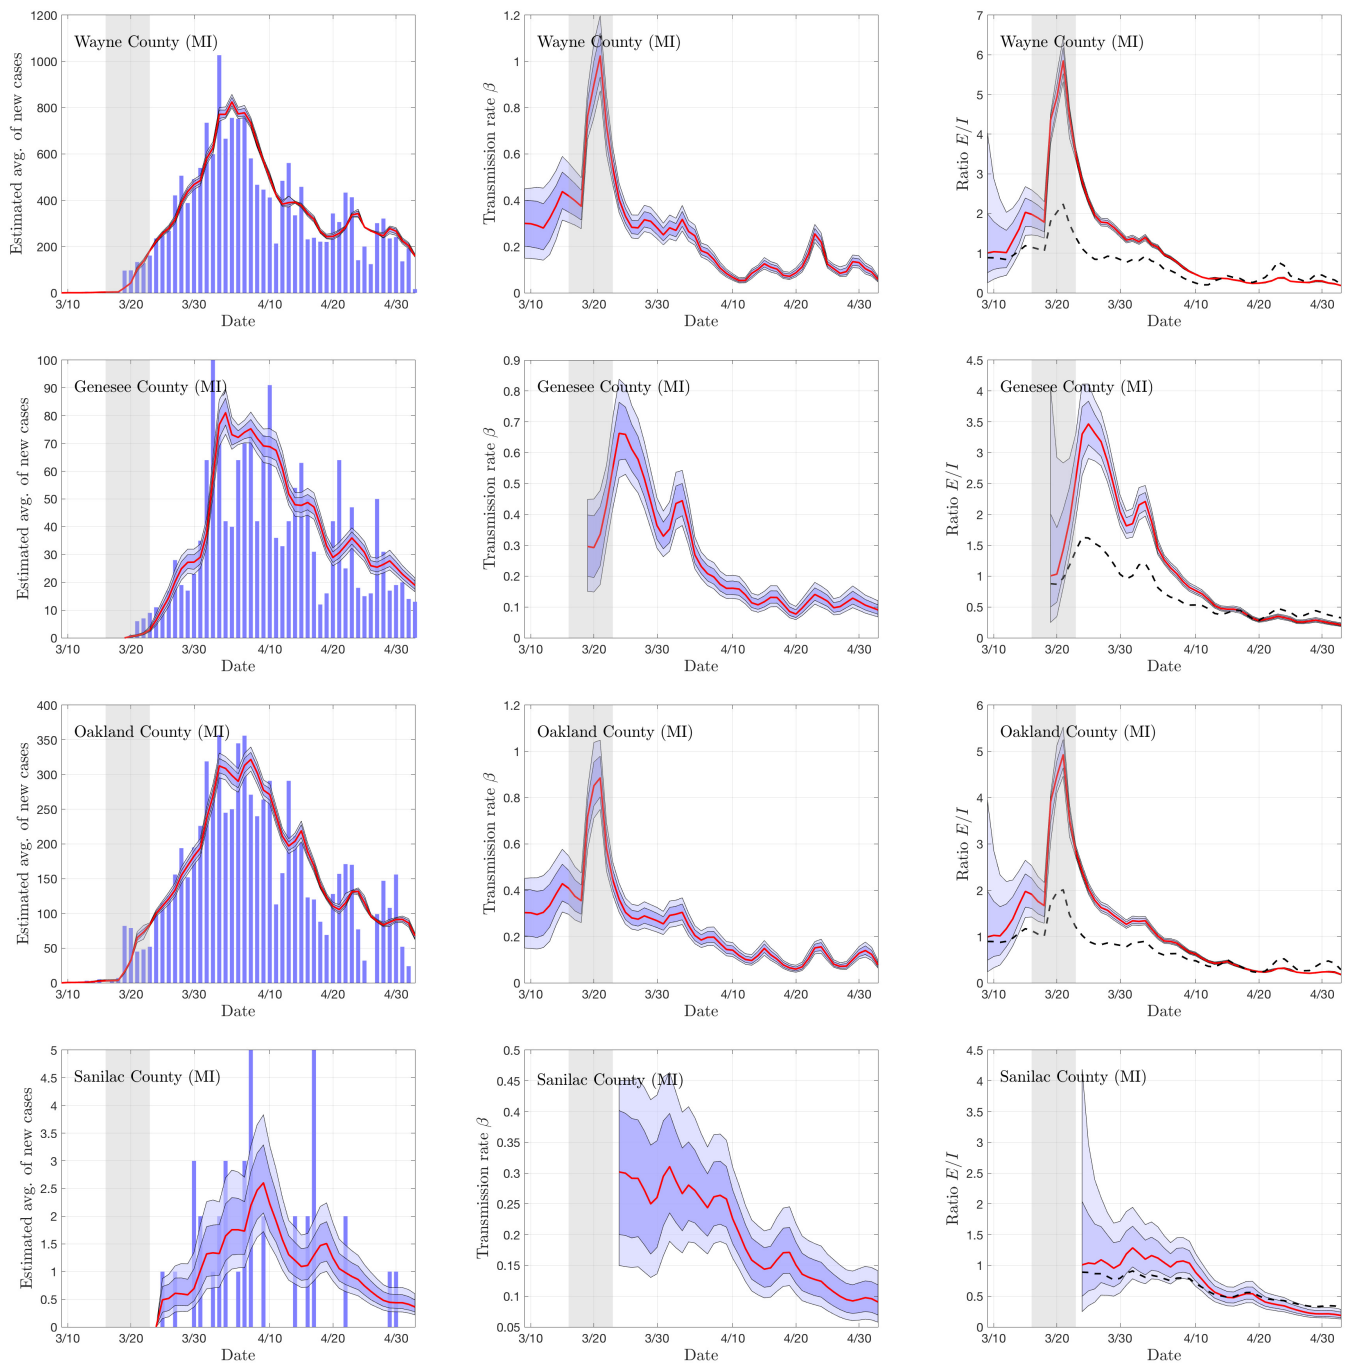 Wayne County (MI)
Estimated avg. of new cases
1200
1000
800
600
400
200
0
3/10 3/20 3/30 4/10 4/20 4/30
Date
Wayne County (MI)
Transmission rate β
1.2
1
0.8
0.6
0.4
0.2
0
3/10 3/20 3/30 4/10 4/20 4/30
Date
Wayne County (MI)
Ratio E/I
7
6
5
4
3
2
1
0
3/10 3/20 3/30 4/10 4/20 4/30
Date
Genesee County (MI)
Estimated avg. of new cases
100
90
80
70
60
50
40
30
20
10
0
3/10 3/20 3/30 4/10 4/20 4/30
Date
Genesee County (MI)
Transmission rate β
0.9
0.8
0.7
0.6
0.5
0.4
0.3
0.2
0.1
0
3/10 3/20 3/30 4/10 4/20 4/30
Date
Genesee County (MI)
Ratio E/I
4.5
4
3.5
3
2.5
2
1.5
1
0.5
0
3/10 3/20 3/30 4/10 4/20 4/30
Date
Oakland County (MI)
Estimated avg. of new cases
400
350
300
250
200
150
100
50
0
3/10 3/20 3/30 4/10 4/20 4/30
Date
Oakland County (MI)
Transmission rate β
1.2
1
0.8
0.6
0.4
0.2
0
3/10 3/20 3/30 4/10 4/20 4/30
Date
Oakland County (MI)
Ratio E/I
6
5
4
3
2
1
0
3/10 3/20 3/30 4/10 4/20 4/30
Date
Sanilac County (MI)
Estimated avg. of new cases
5
4.5
4
3.5
3
2.5
2
1.5
1
0.5
0
3/10 3/20 3/30 4/10 4/20 4/30
Date
Sanilac County (MI)
Transmission rate β
0.5
0.45
0.4
0.35
0.3
0.25
0.2
0.15
0.1
0.05
3/10 3/20 3/30 4/10 4/20 4/30
Date
Sanilac County (MI)
Ratio E/I
4.5
4
3.5
3
2.5
2
1.5
1
0.5
0
3/10 3/20 3/30 4/10 4/20 4/30
Date